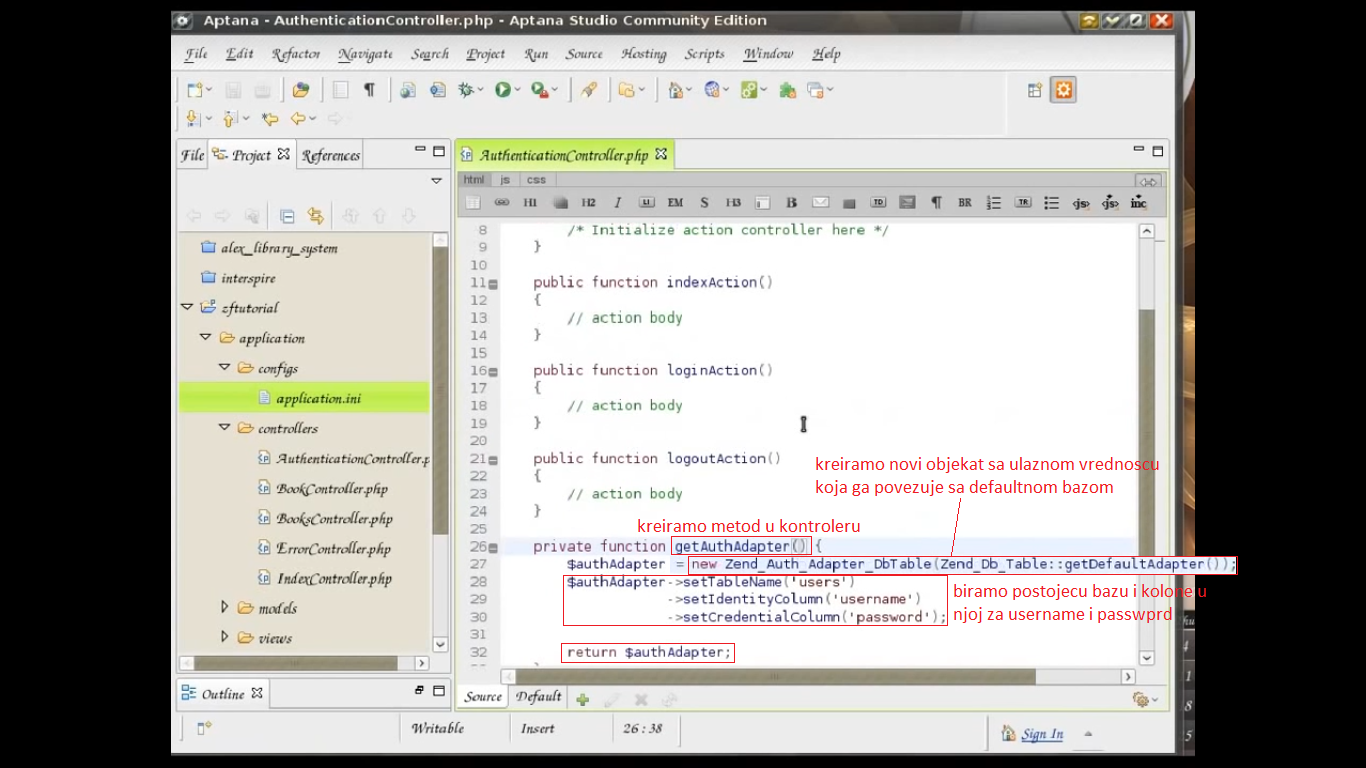 Aptana - AuthenticationController.php - Aptana Studio Community Edition
File Edit Refactor Navigate Search Project Run Source Hosting Scripts Window Help
File Project References
AuthenticationController.php
html js css
H1 H2 I LI EM S H3 B TD ¶ BR TR js js inc
alex_library_system
interspire
zftutorial
application
configs
application.ini
controllers
AuthenticationController.p
BookController.php
BooksController.php
ErrorController.php
IndexController.php
models
views
8 /* Initialize action controller here */
9 }
10
11 public function indexAction()
12 {
13 // action body
14 }
15
16 public function loginAction()
17 {
18 // action body
19 }
20
21 public function logoutAction()
22 {
23 // action body
24 }
25
26 private function getAuthAdapter() {
27 $authAdapter = new Zend_Auth_Adapter_DbTable(Zend_Db_Table::getDefaultAdapter());
28 $authAdapter->setTableName('users')
29 ->setIdentityColumn('username')
30 ->setCredentialColumn('password');
31
32 return $authAdapter;
kreiramo novi objekat sa ulaznom vrednoscu
koja ga povezuje sa defaultnom bazom
kreiramo metod u kontroleru
biramo postojecu bazu i kolone u
njoj za username i passwprd
Outline
Source Default
Writable Insert 26 : 38
Sign In